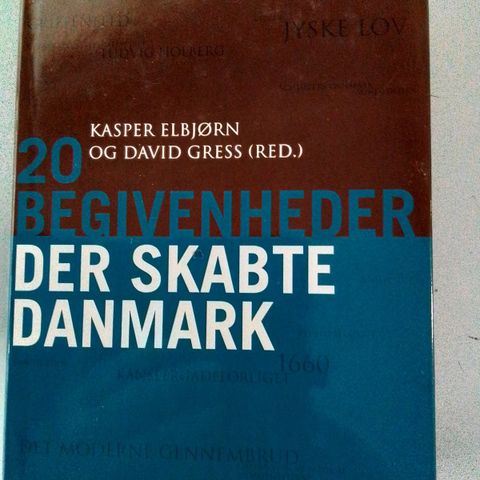 LUDVIG HOLBERG
JYSKE LOV
KASPER ELBJØRN
OG DAVID GRESS (RED.)
20
BEGIVENHEDER
DER SKABTE
DANMARK
1660
KANSLERGADEFORLIGET
DET MODERNE GENNEMBRUD